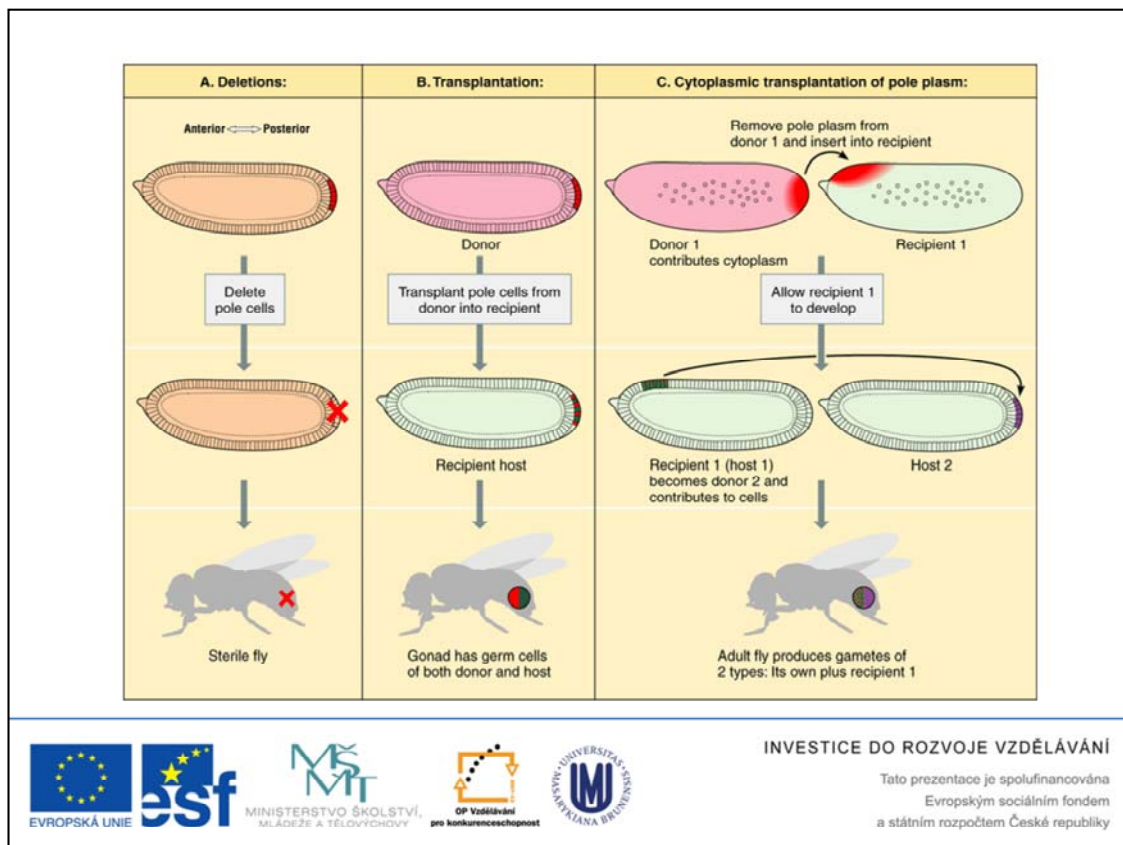 A. Deletions:
B. Transplantation:
C. Cytoplasmic transplantation of pole plasm:
Anterior Posterior
Remove pole plasm from
donor 1 and insert into recipient
Donor
Donor 1
contributes cytoplasm
Recipient 1
Delete
pole cells
Transplant pole cells from
donor into recipient
Allow recipient 1
to develop
Recipient host
Recipient 1 (host 1)
becomes donor 2 and
contributes to cells
Host 2
Sterile fly
Gonad has germ cells
of both donor and host
Adult fly produces gametes of
2 types: Its own plus recipient 1
EVROPSKÁ UNIE
esf
MŠMT
MINISTERSTVO ŠKOLSTVÍ,
MLÁDEŽE A TĚLOVÝCHOVY
OP Vzdělávání
pro konkurenceschopnost
UNIVERSITAS
MASARYKIANA BRUNENSIS
INVESTICE DO ROZVOJE VZDĚLÁVÁNÍ
Tato prezentace je spolufinancována
Evropským sociálním fondem
a státním rozpočtem České republiky